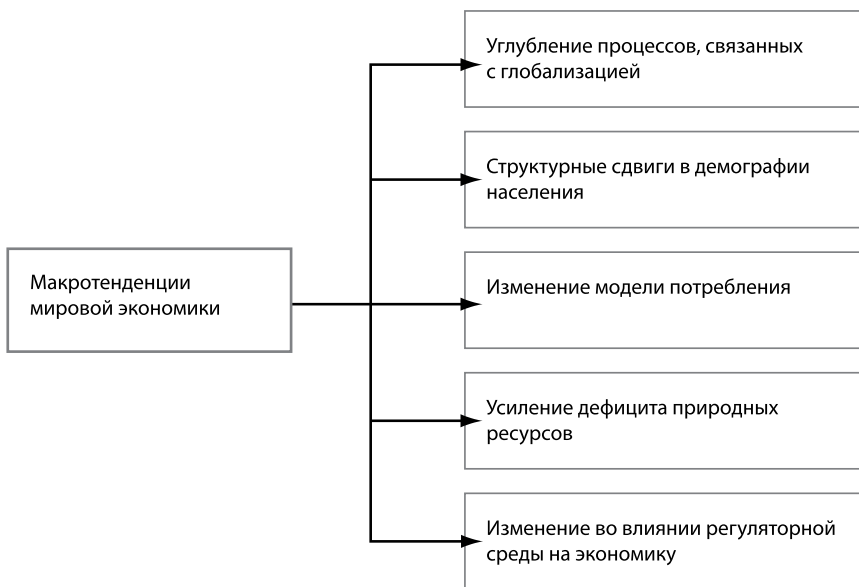 Углубление процессов, связанных
с глобализацией
Структурные сдвиги в демографии
населения
Макротенденции
мировой экономики
Изменение модели потребления
Усиление дефицита природных
ресурсов
Изменение во влиянии регуляторной
среды на экономику